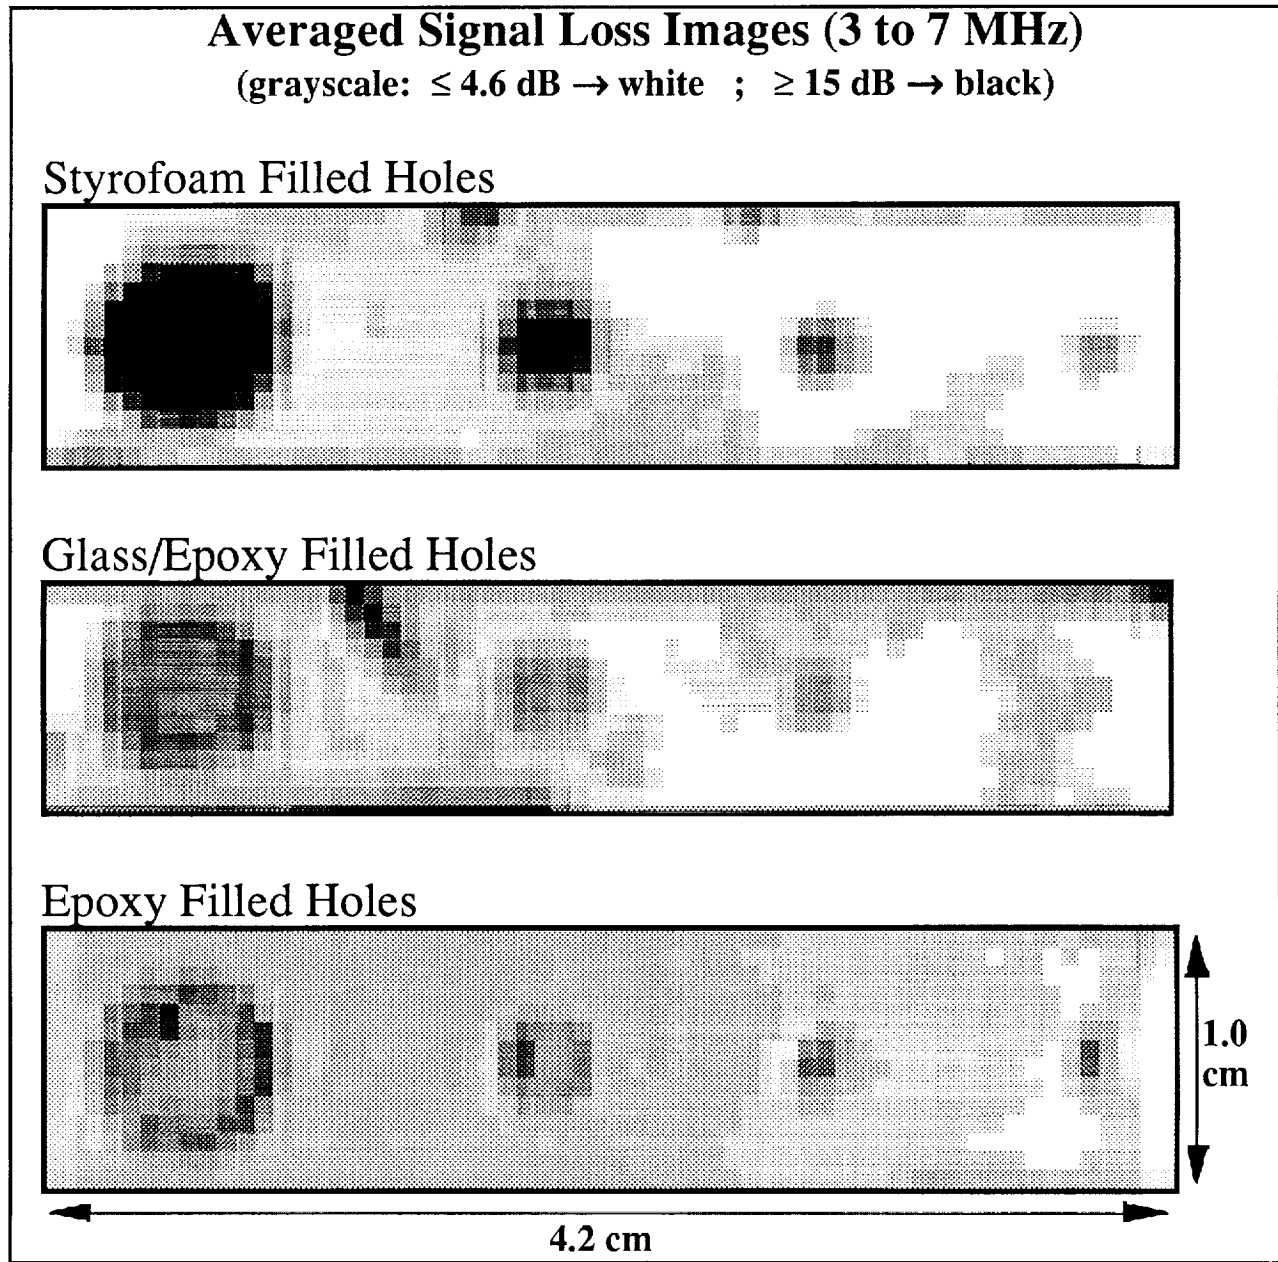 Averaged Signal Loss Images (3 to 7 MHz)
(grayscale: ≤ 4.6 dB → white ; ≥ 15 dB → black)
Styrofoam Filled Holes
Glass/Epoxy Filled Holes
Epoxy Filled Holes
1.0
cm
4.2 cm